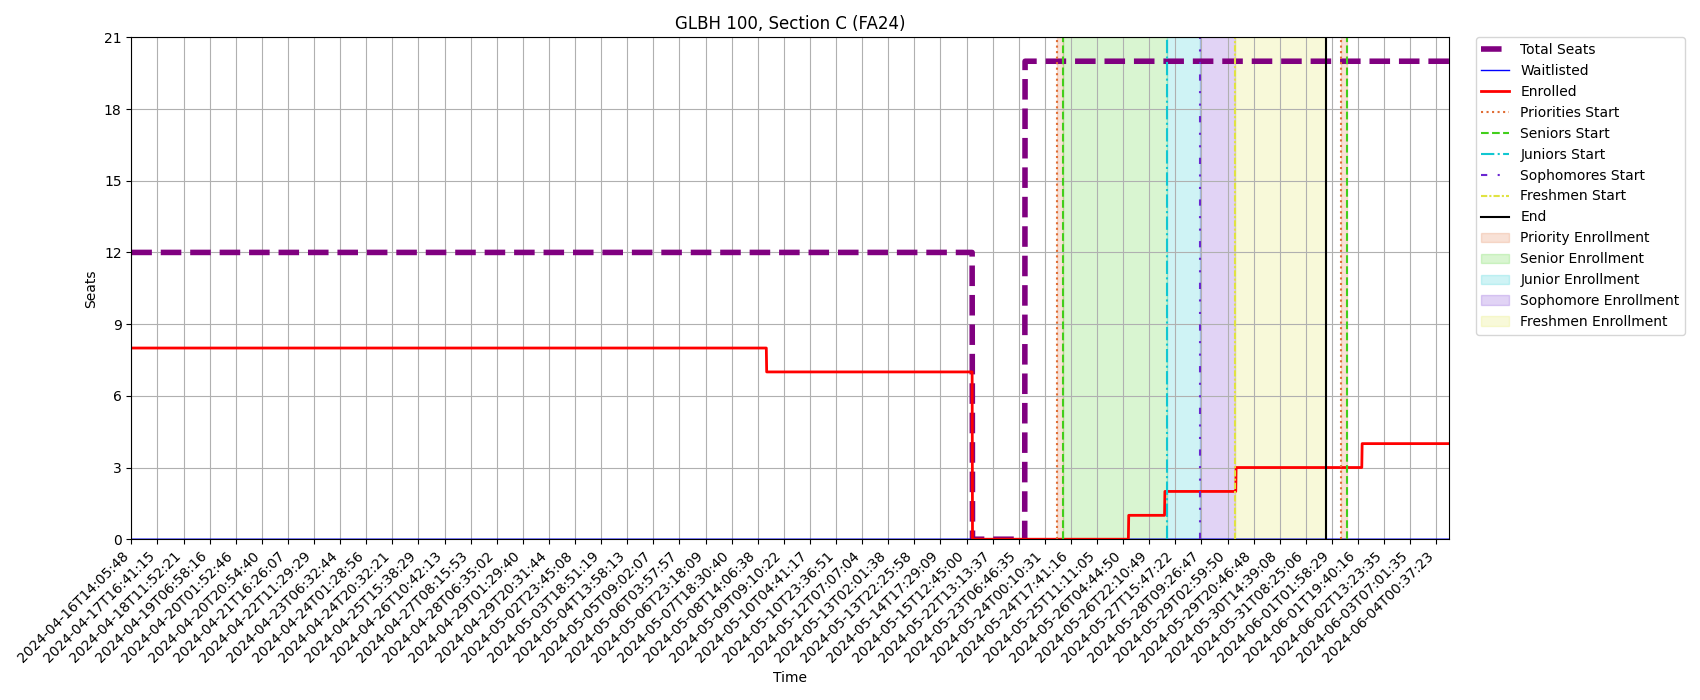 GLBH 100, Section C (FA24)
21
18
15
12
9
6
3
0
Seats
2024-04-16T14:05:48
2024-04-17T16:41:15
2024-04-18T11:52:21
2024-04-19T06:58:16
2024-04-20T01:52:46
2024-04-20T20:54:40
2024-04-21T16:26:07
2024-04-22T11:29:29
2024-04-23T06:32:44
2024-04-24T01:28:56
2024-04-24T20:32:21
2024-04-25T15:38:29
2024-04-26T10:42:13
2024-04-27T08:15:53
2024-04-28T06:35:02
2024-04-29T01:29:40
2024-04-29T20:31:44
2024-05-02T23:45:08
2024-05-03T18:51:19
2024-05-04T13:58:13
2024-05-05T09:02:07
2024-05-06T03:57:57
2024-05-06T23:18:09
2024-05-07T18:30:40
2024-05-08T14:06:38
2024-05-09T09:10:22
2024-05-10T04:41:17
2024-05-10T23:36:51
2024-05-12T07:07:04
2024-05-13T02:01:38
2024-05-13T22:25:58
2024-05-14T17:29:09
2024-05-15T12:45:00
2024-05-22T13:13:37
2024-05-23T06:46:35
2024-05-24T00:10:31
2024-05-24T17:41:16
2024-05-25T11:11:05
2024-05-26T04:44:50
2024-05-26T22:10:49
2024-05-27T15:47:22
2024-05-28T09:26:47
2024-05-29T02:59:50
2024-05-29T20:46:48
2024-05-30T14:39:08
2024-05-31T08:25:06
2024-06-01T01:58:29
2024-06-01T19:40:16
2024-06-02T13:23:35
2024-06-03T07:01:35
2024-06-04T00:37:23
Time
Total Seats
Waitlisted
Enrolled
Priorities Start
Seniors Start
Juniors Start
Sophomores Start
Freshmen Start
End
Priority Enrollment
Senior Enrollment
Junior Enrollment
Sophomore Enrollment
Freshmen Enrollment